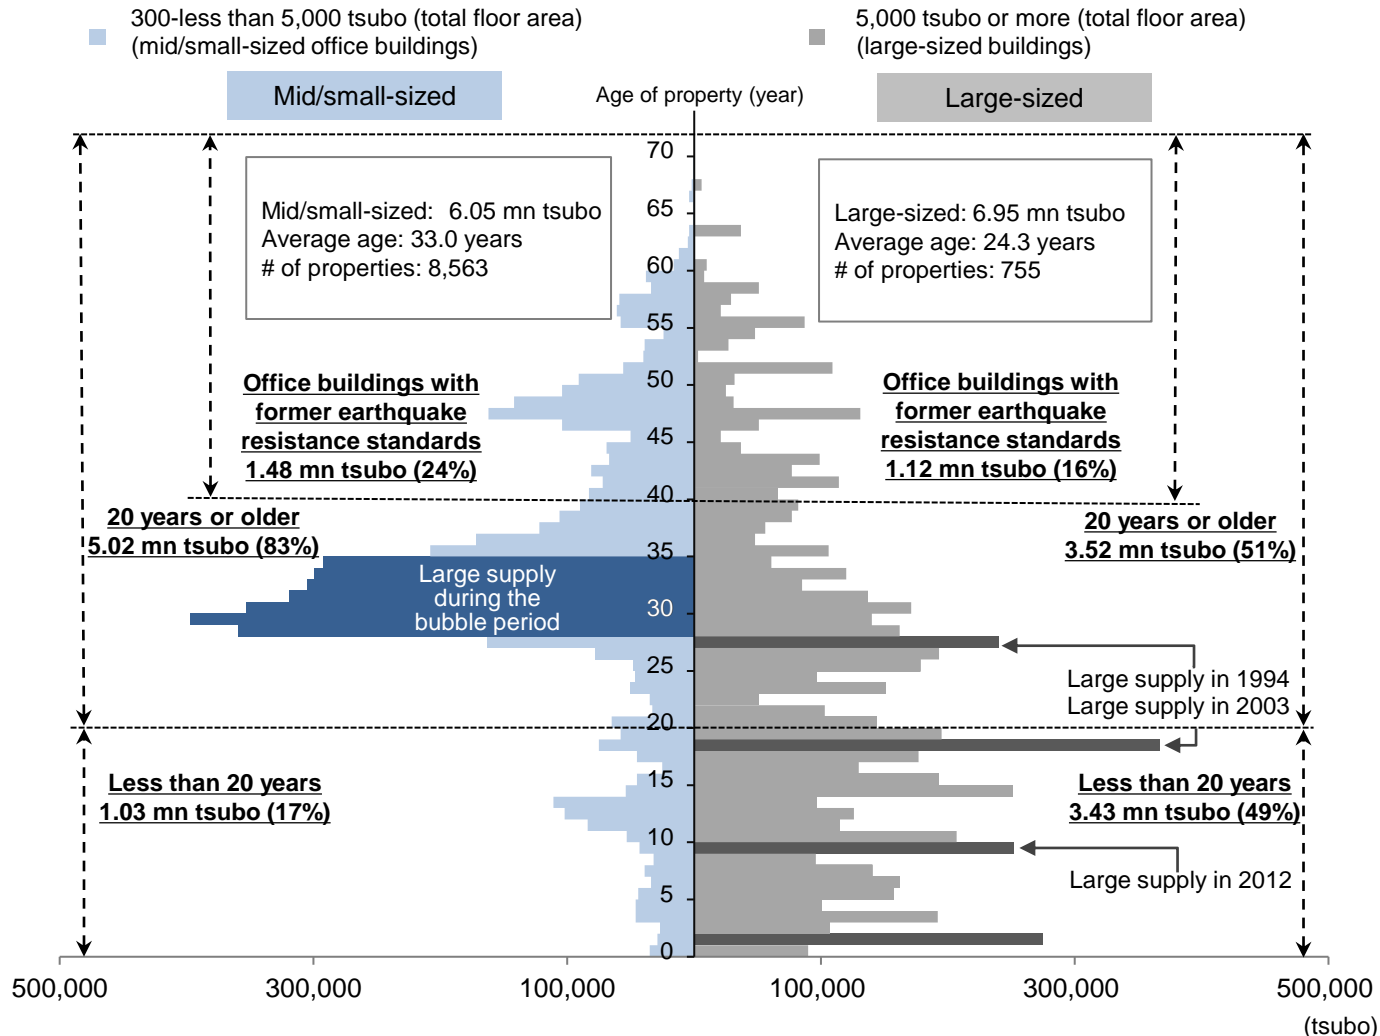 300-less than 5,000 tsubo (total floor area)
(mid/small-sized office buildings)
5,000 tsubo or more (total floor area)
(large-sized buildings)
Mid/small-sized
Age of property (year)
Large-sized
70
65
60
55
50
45
40
35
30
25
20
15
10
5
0
Mid/small-sized: 6.05 mn tsubo
Average age: 33.0 years
# of properties: 8,563
Large-sized: 6.95 mn tsubo
Average age: 24.3 years
# of properties: 755
Office buildings with
former earthquake
resistance standards
1.48 mn tsubo (24%)
Office buildings with
former earthquake
resistance standards
1.12 mn tsubo (16%)
20 years or older
5.02 mn tsubo (83%)
20 years or older
3.52 mn tsubo (51%)
Large supply
during the
bubble period
Large supply in 1994
Large supply in 2003
Less than 20 years
1.03 mn tsubo (17%)
Less than 20 years
3.43 mn tsubo (49%)
Large supply in 2012
500,000
300,000
100,000
100,000
300,000
500,000
(tsubo)